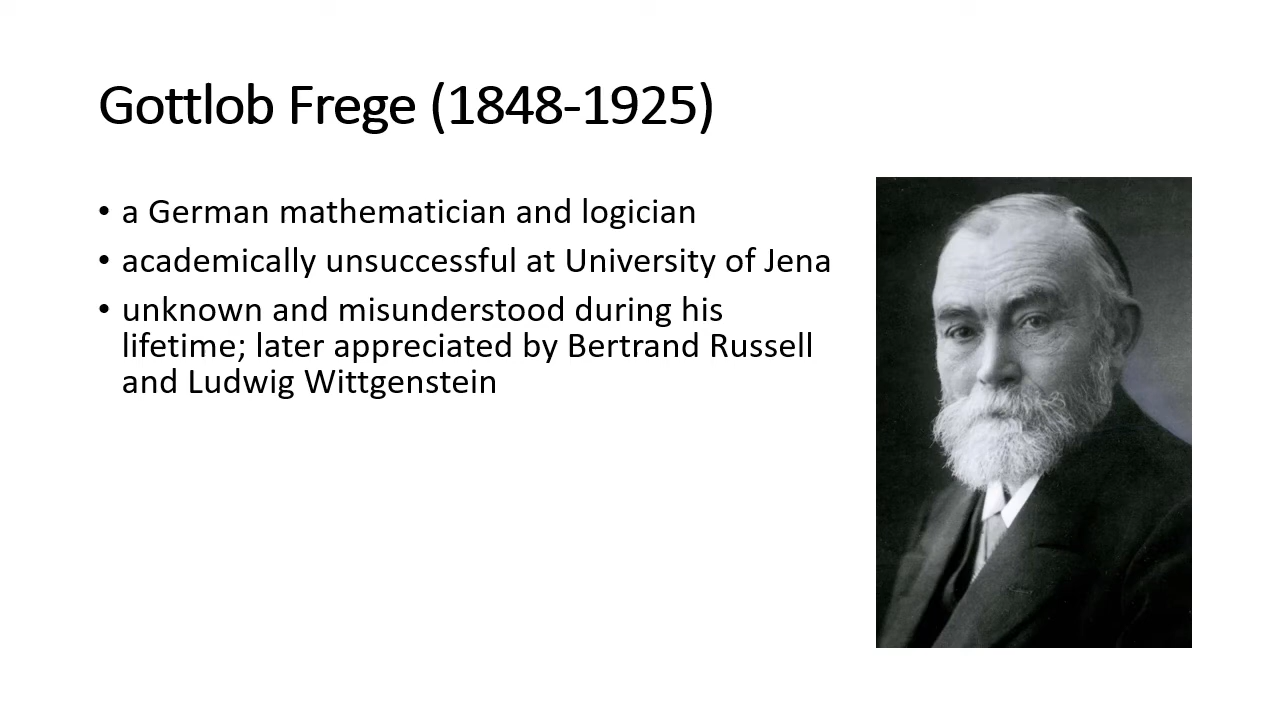 Gottlob Frege (1848-1925)
• a German mathematician and logician
• academically unsuccessful at University of Jena
• unknown and misunderstood during his
lifetime; later appreciated by Bertrand Russell
and Ludwig Wittgenstein